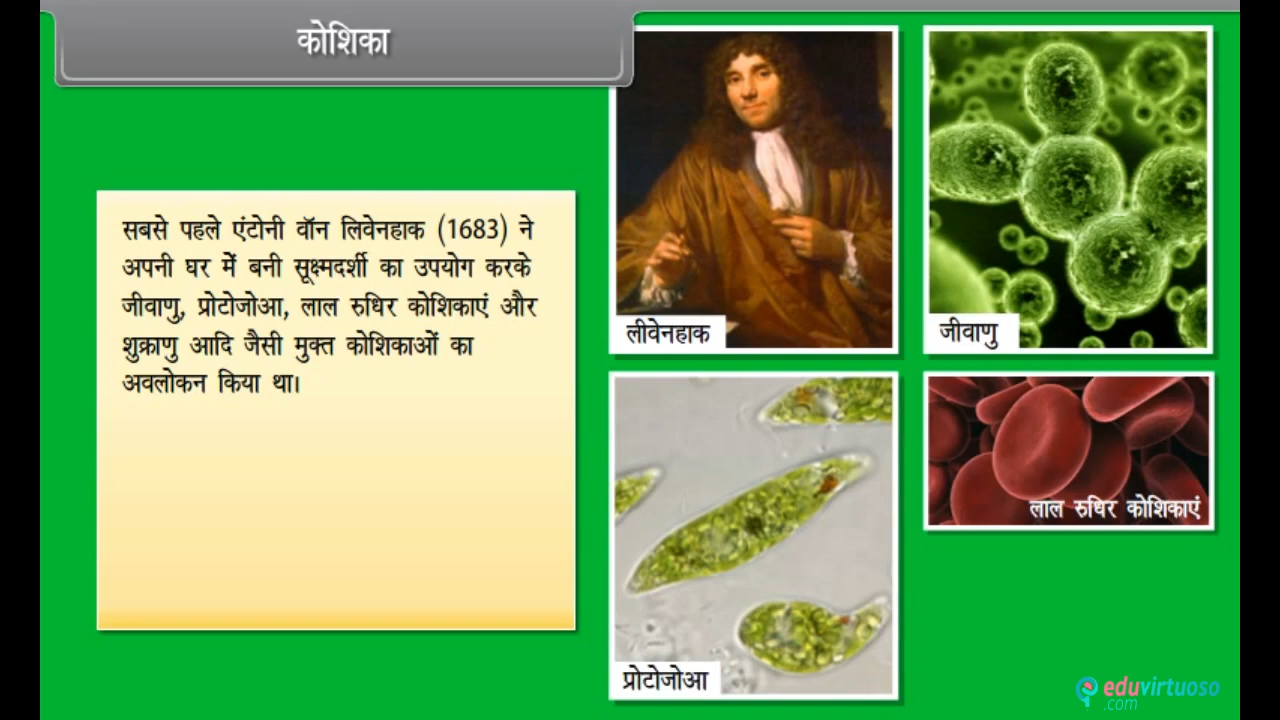 कोशिका
सबसे पहले एंटोनी वॉन लिवेनहाक (1683) ने
अपनी घर में बनी सूक्ष्मदर्शी का उपयोग करके
जीवाणु, प्रोटोजोआ, लाल रुधिर कोशिकाएं और
शुक्राणु आदि जैसी मुक्त कोशिकाओं का
अवलोकन किया था।
लीवेनहाक
जीवाणु
लाल रुधिर कोशिकाएं
प्रोटोजोआ
eduvirtuoso
.com